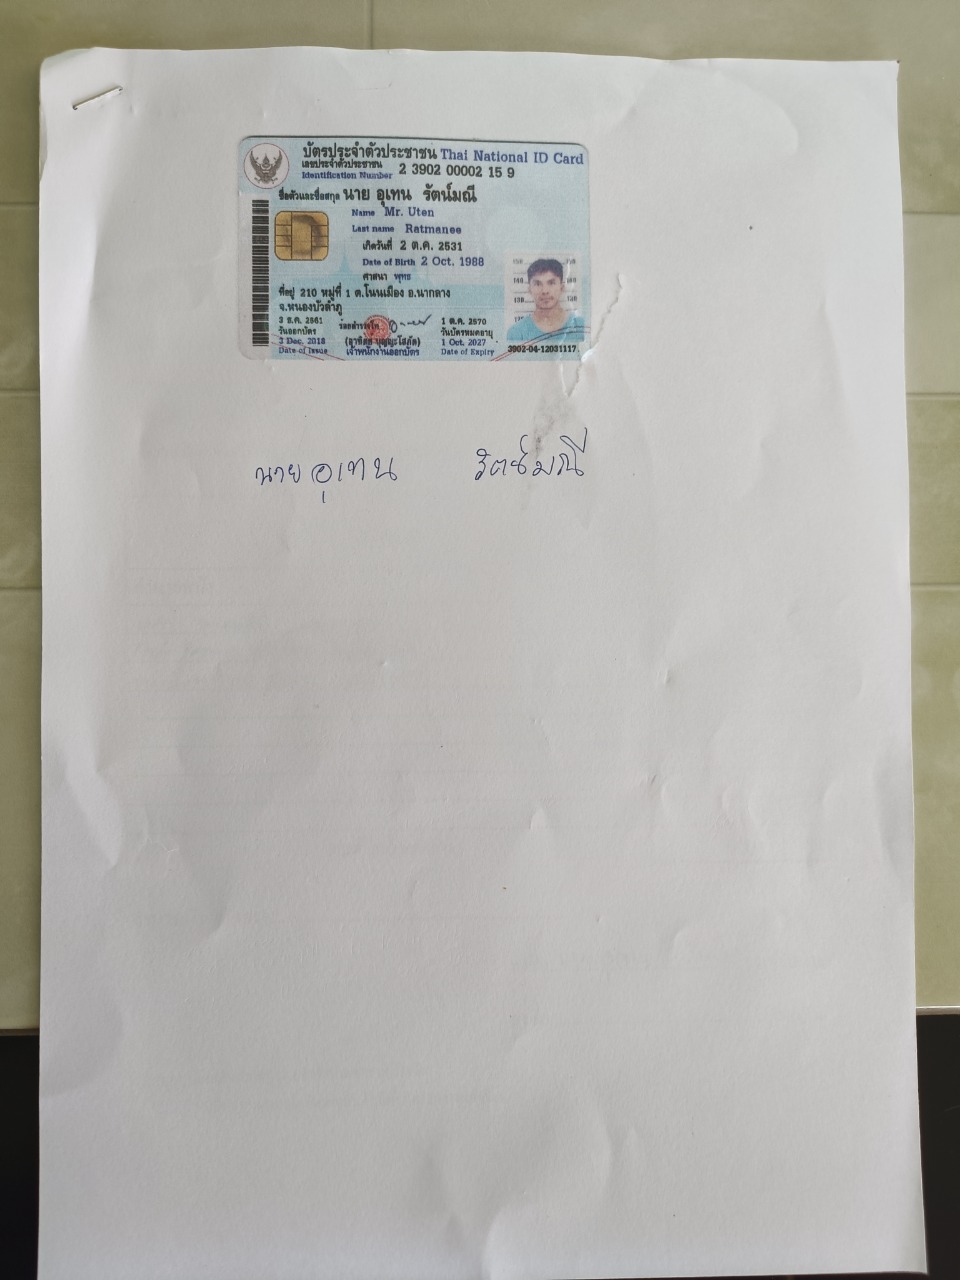 บัตรประจำตัวประชาชน Thai National ID Card
เลขประจำตัวประชาชน
Identification Number 2 3902 00002 15 9
ชื่อตัวและชื่อสกุล นาย อุเทน รัตน์มณี
Name Mr. Uten
Last name Ratmanee
เกิดวันที่ 2 ต.ค. 2531
Date of Birth 2 Oct. 1988
ศาสนา พุทธ
ที่อยู่ 210 หมู่ที่ 1 ต.โนนเมือง อ.นากลาง
จ.หนองบัวลำภู
3 ธ.ค. 2561
วันออกบัตร
3 Dec. 2018
Date of Issue
เจ้าพนักงานออกบัตร
1 ต.ค. 2570
วันบัตรหมดอายุ
1 Oct. 2027
Date of Expiry
3902-04-12031117
นายอุเทน รัตน์มณี